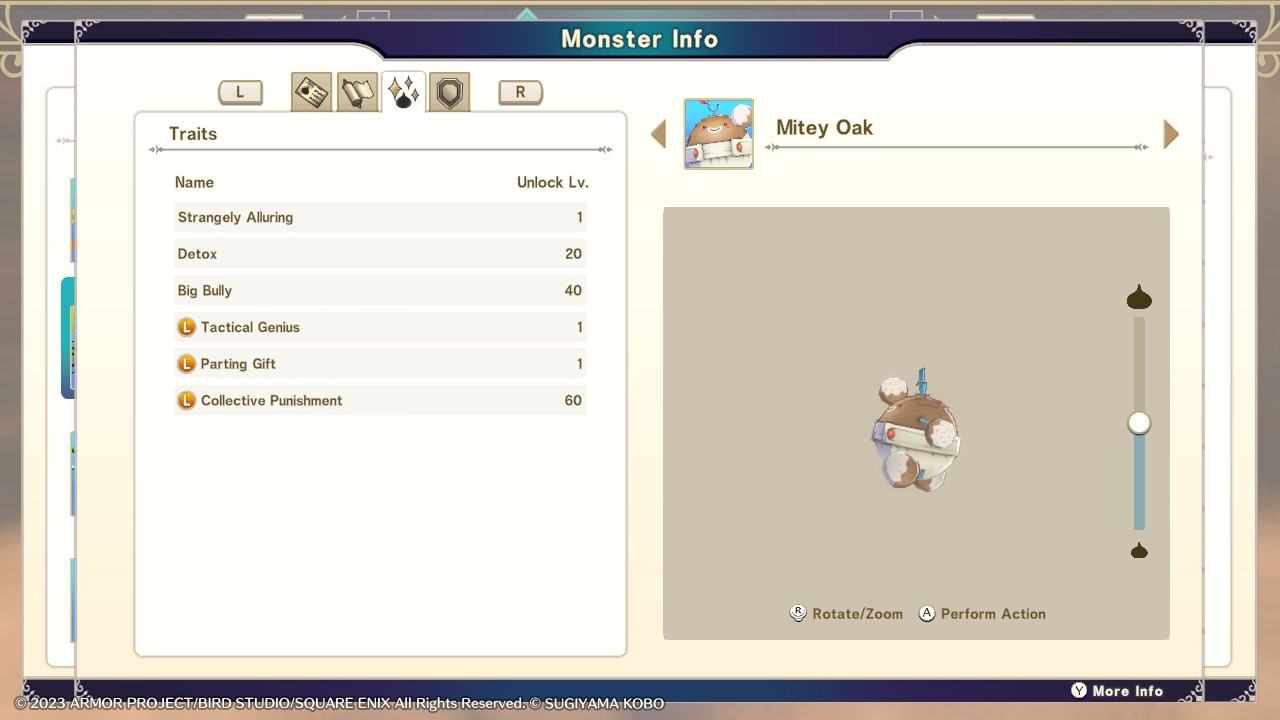 Monster Info
L
R
Traits
Name Unlock Lv.
Strangely Alluring 1
Detox 20
Big Bully 40
L Tactical Genius 1
L Parting Gift 1
L Collective Punishment 60
Mitey Oak
R Rotate/Zoom A Perform Action
Y More Info
© 2023 ARMOR PROJECT/BIRD STUDIO/SQUARE ENIX All Rights Reserved. © SUGIYAMA KOBO